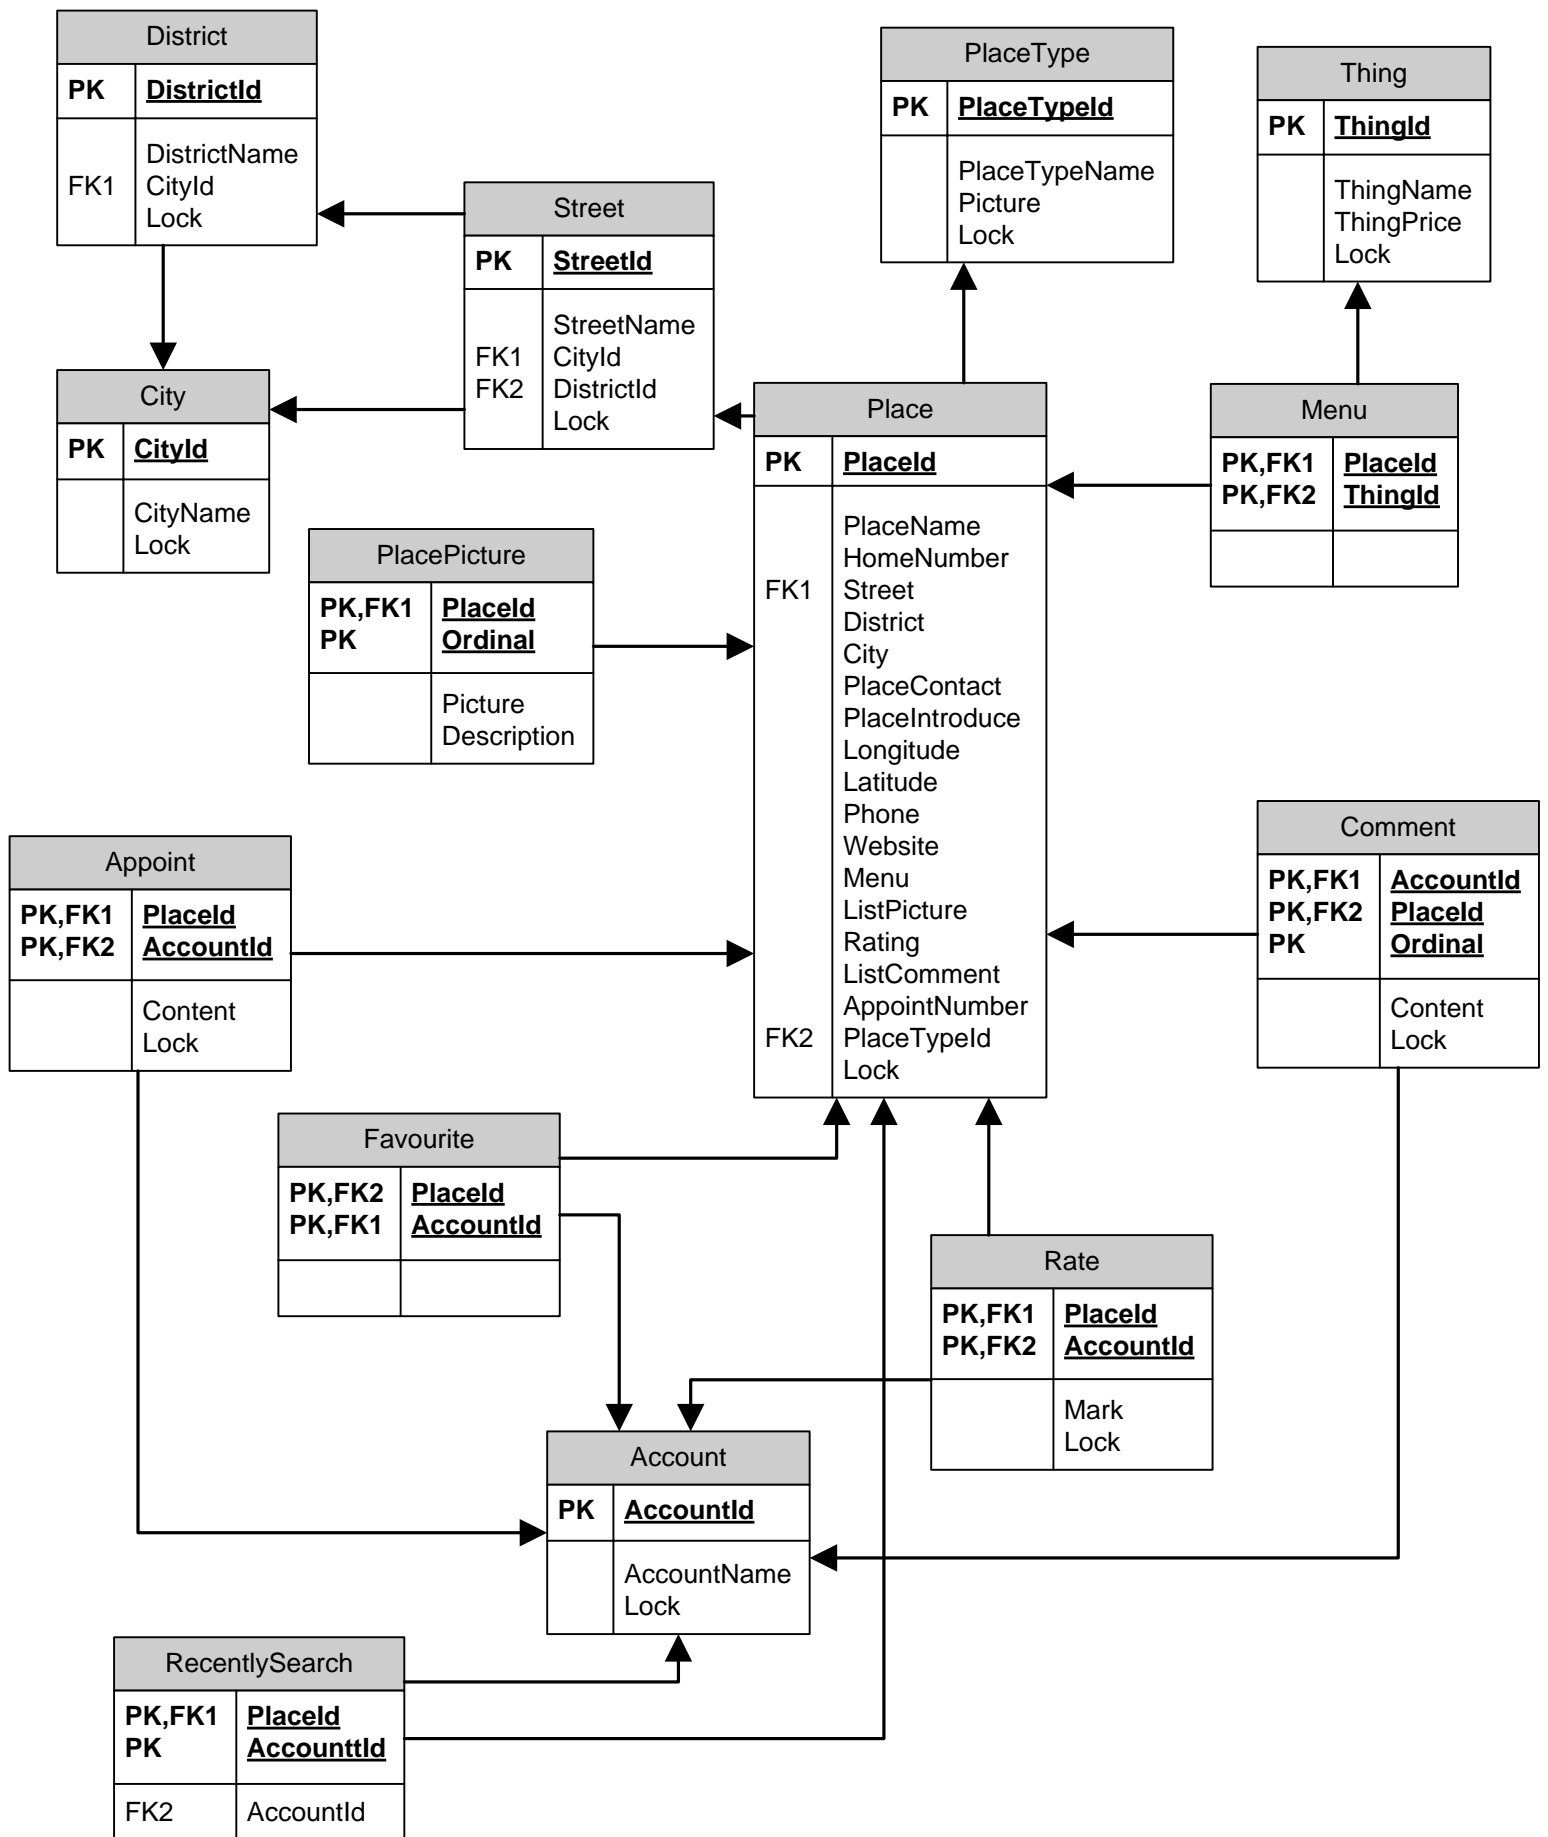 District
PK DistrictId
DistrictName
FK1 CityId
Lock
PlaceType
PK PlaceTypeId
PlaceTypeName
Picture
Lock
Thing
PK ThingId
ThingName
ThingPrice
Lock
Street
PK StreetId
StreetName
FK1 CityId
FK2 DistrictId
Lock
City
PK CityId
CityName
Lock
Place
PK PlaceId
PlaceName
HomeNumber
FK1 Street
District
City
PlaceContact
PlaceIntroduce
Longitude
Latitude
Phone
Website
Menu
ListPicture
Rating
ListComment
AppointNumber
FK2 PlaceTypeId
Lock
Menu
PK,FK1 PlaceId
PK,FK2 ThingId
PlacePicture
PK,FK1 PlaceId
PK Ordinal
Picture
Description
Appoint
PK,FK1 PlaceId
PK,FK2 AccountId
Content
Lock
Comment
PK,FK1 AccountId
PK,FK2 PlaceId
PK Ordinal
Content
Lock
Favourite
PK,FK2 PlaceId
PK,FK1 AccountId
Rate
PK,FK1 PlaceId
PK,FK2 AccountId
Mark
Lock
Account
PK AccountId
AccountName
Lock
RecentlySearch
PK,FK1 PlaceId
PK AccounttId
FK2 AccountId